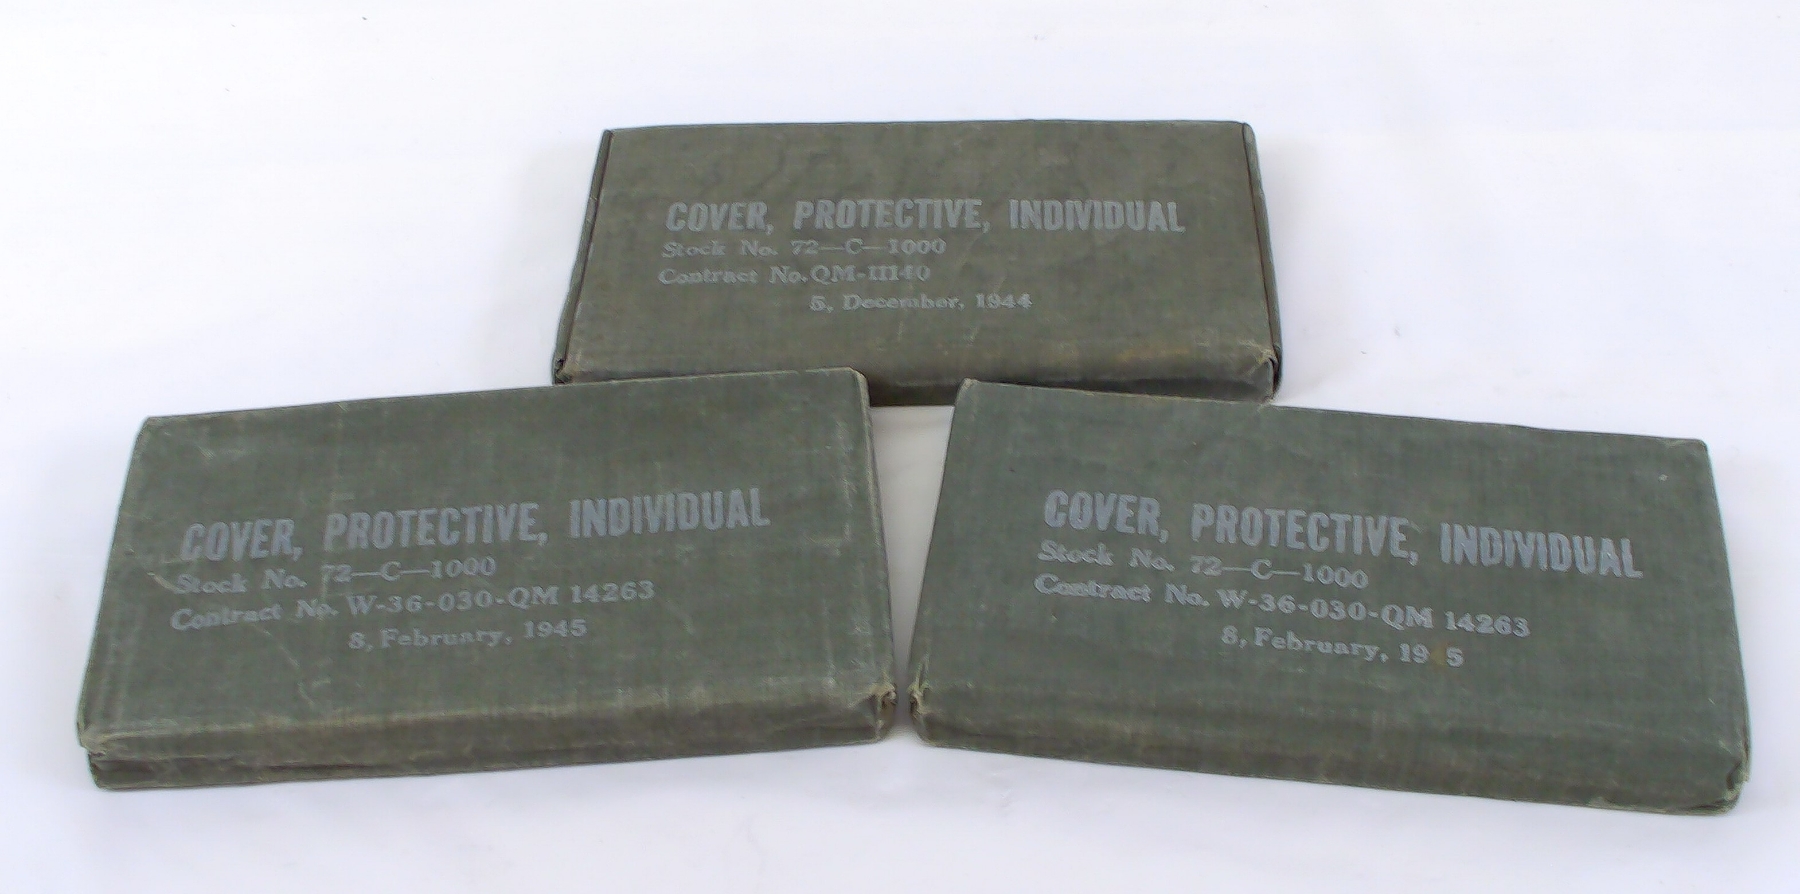 COVER, PROTECTIVE, INDIVIDUAL
Stock No. 72—C—1000
Contract No. QM-11140
5, December, 1944
COVER, PROTECTIVE, INDIVIDUAL
Stock No. 72—C—1000
Contract No. W-36-030-QM 14263
8, February, 1945
COVER, PROTECTIVE, INDIVIDUAL
Stock No. 72—C—1000
Contract No. W-36-030-QM 14263
8, February, 19 5